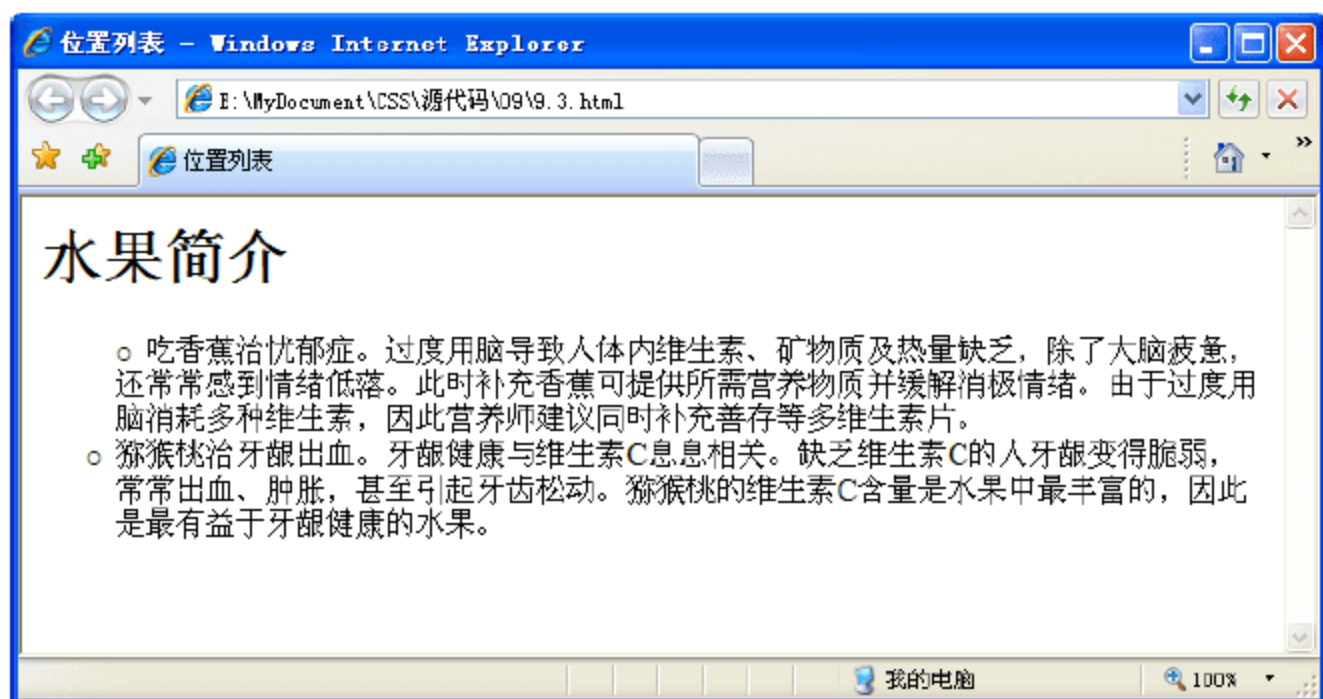 位置列表 - Windows Internet Explorer
E:\MyDocument\CSS\源代码\09\9.3.html
位置列表
水果简介
吃香蕉治忧郁症。过度用脑导致人体内维生素、矿物质及热量缺乏，除了大脑疲惫，
还常常感到情绪低落。此时补充香蕉可提供所需营养物质并缓解消极情绪。由于过度用
脑消耗多种维生素，因此营养师建议同时补充善存等多维生素片。
猕猴桃治牙龈出血。牙龈健康与维生素C息息相关。缺乏维生素C的人牙龈变得脆弱，
常常出血、肿胀，甚至引起牙齿松动。猕猴桃的维生素C含量是水果中最丰富的，因此
是最有益于牙龈健康的水果。
我的电脑
100%